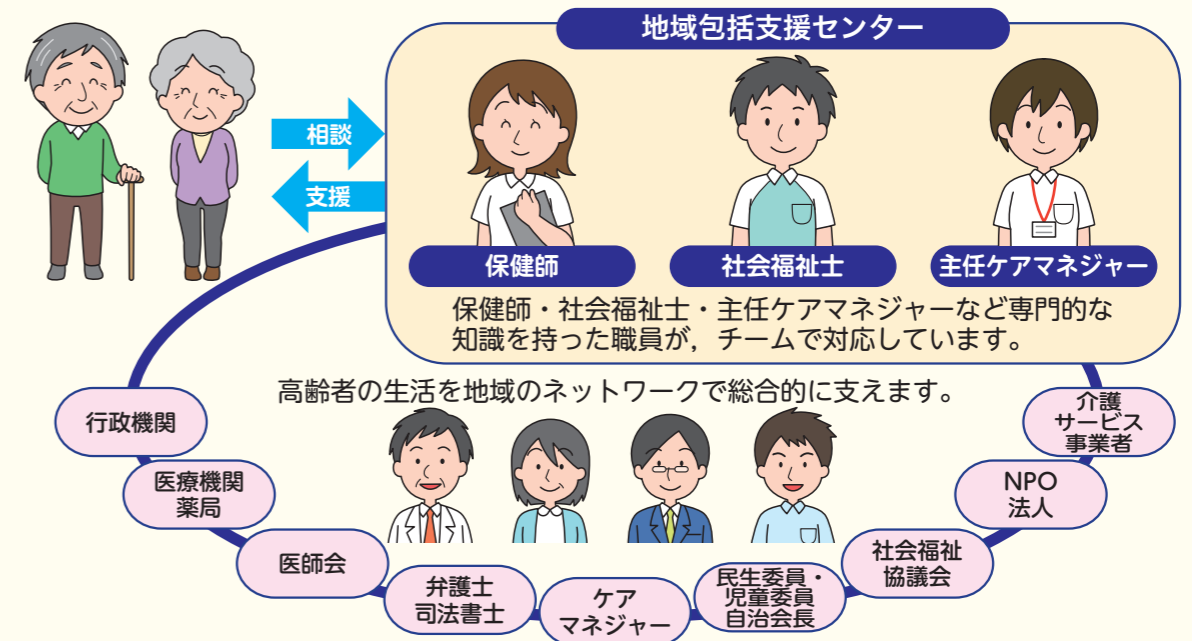 地域包括支援センター
相談
支援
保健師
社会福祉士
主任ケアマネジャー
保健師・社会福祉士・主任ケアマネジャーなど専門的な
知識を持った職員が，チームで対応しています。
高齢者の生活を地域のネットワークで総合的に支えます。
行政機関
医療機関
薬局
医師会
弁護士
司法書士
ケア
マネジャー
民生委員・
児童委員
自治会長
社会福祉
協議会
NPO
法人
介護
サービス
事業者